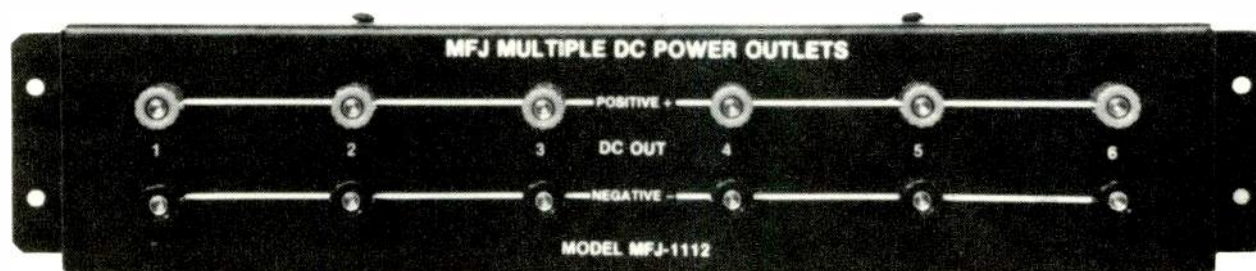 MFJ MULTIPLE DC POWER OUTLETS
POSITIVE +
1 2 3 DC OUT 4 5 6
NEGATIVE -
MODEL MFJ-1112